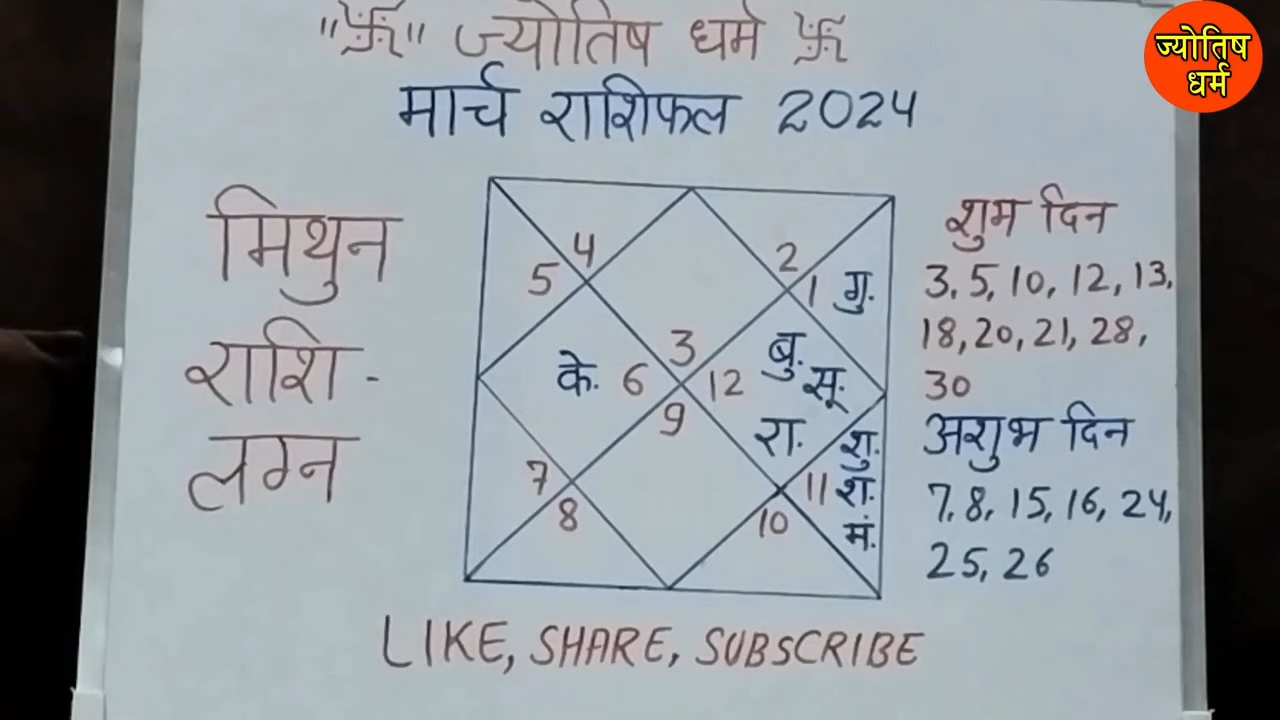 "卐" ज्योतिष धर्म 卐
ज्योतिष
धर्म
मार्च राशिफल 2024
मिथुन
राशि -
लग्न
4
5
2
1 गु.
3
के. 6
12 बु. सू.
रा.
9
7
8
10
11 शु.
श.
मं.
शुभ दिन
3, 5, 10, 12, 13,
18, 20, 21, 28,
30
अशुभ दिन
7, 8, 15, 16, 24,
25, 26
LIKE, SHARE, SUBSCRIBE